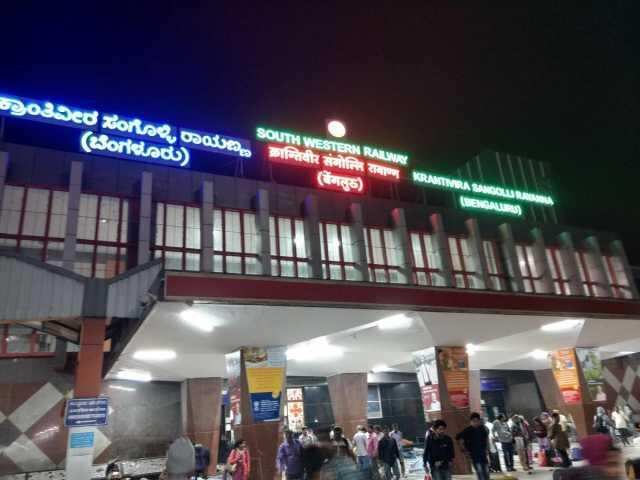 ಕ್ರಾಂತಿವೀರ ಸಂಗೊಳ್ಳಿ ರಾಯಣ್ಣ
(ಬೆಂಗಳೂರು)
SOUTH WESTERN RAILWAY
क्रान्तिवीर संगोल्लि रायण्ण
(बेंगलूरु)
KRANTIVIRA SANGOLLI RAYANNA
(BENGALURU)